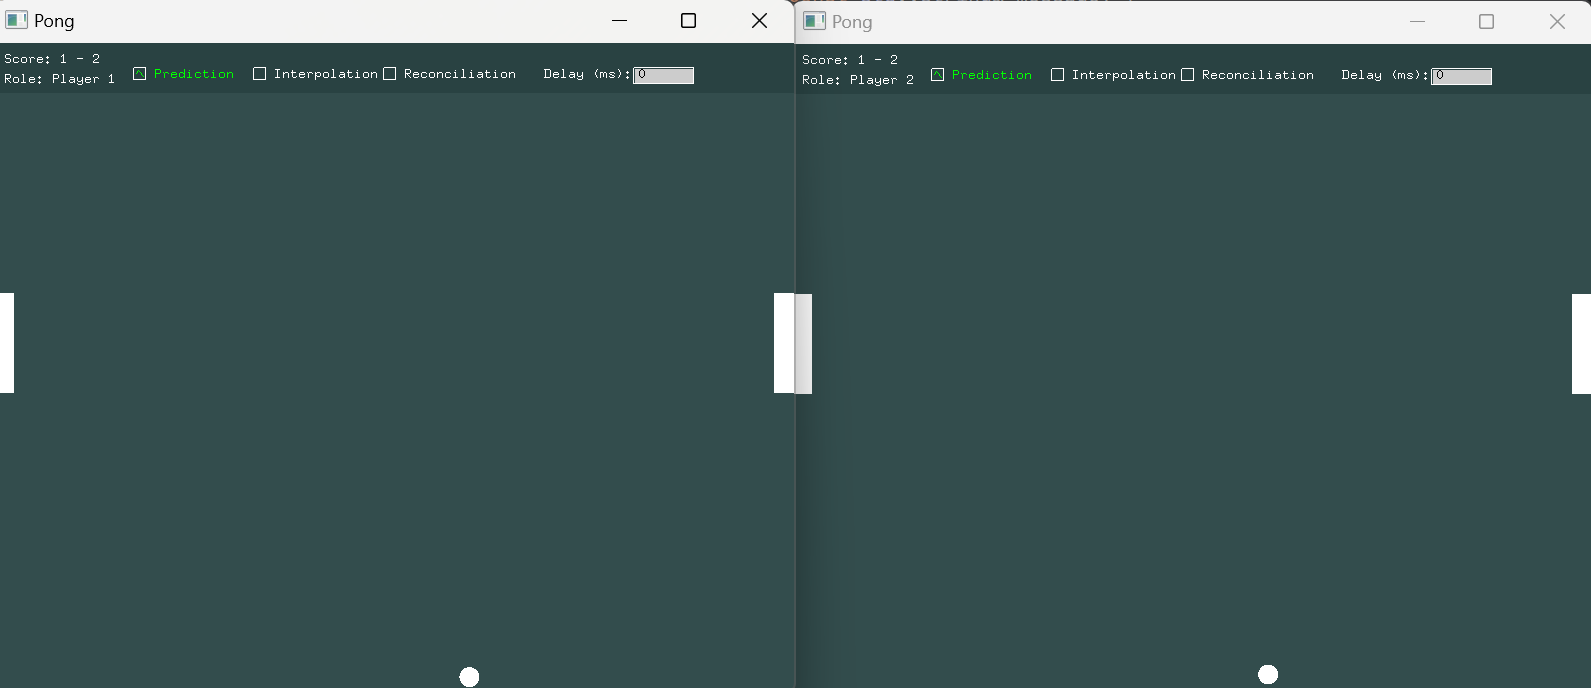 Pong
Score: 1 - 2
Role: Player 1
Prediction
Interpolation
Reconciliation
Delay (ms):
0
Pong
Score: 1 - 2
Role: Player 2
Prediction
Interpolation
Reconciliation
Delay (ms):
0